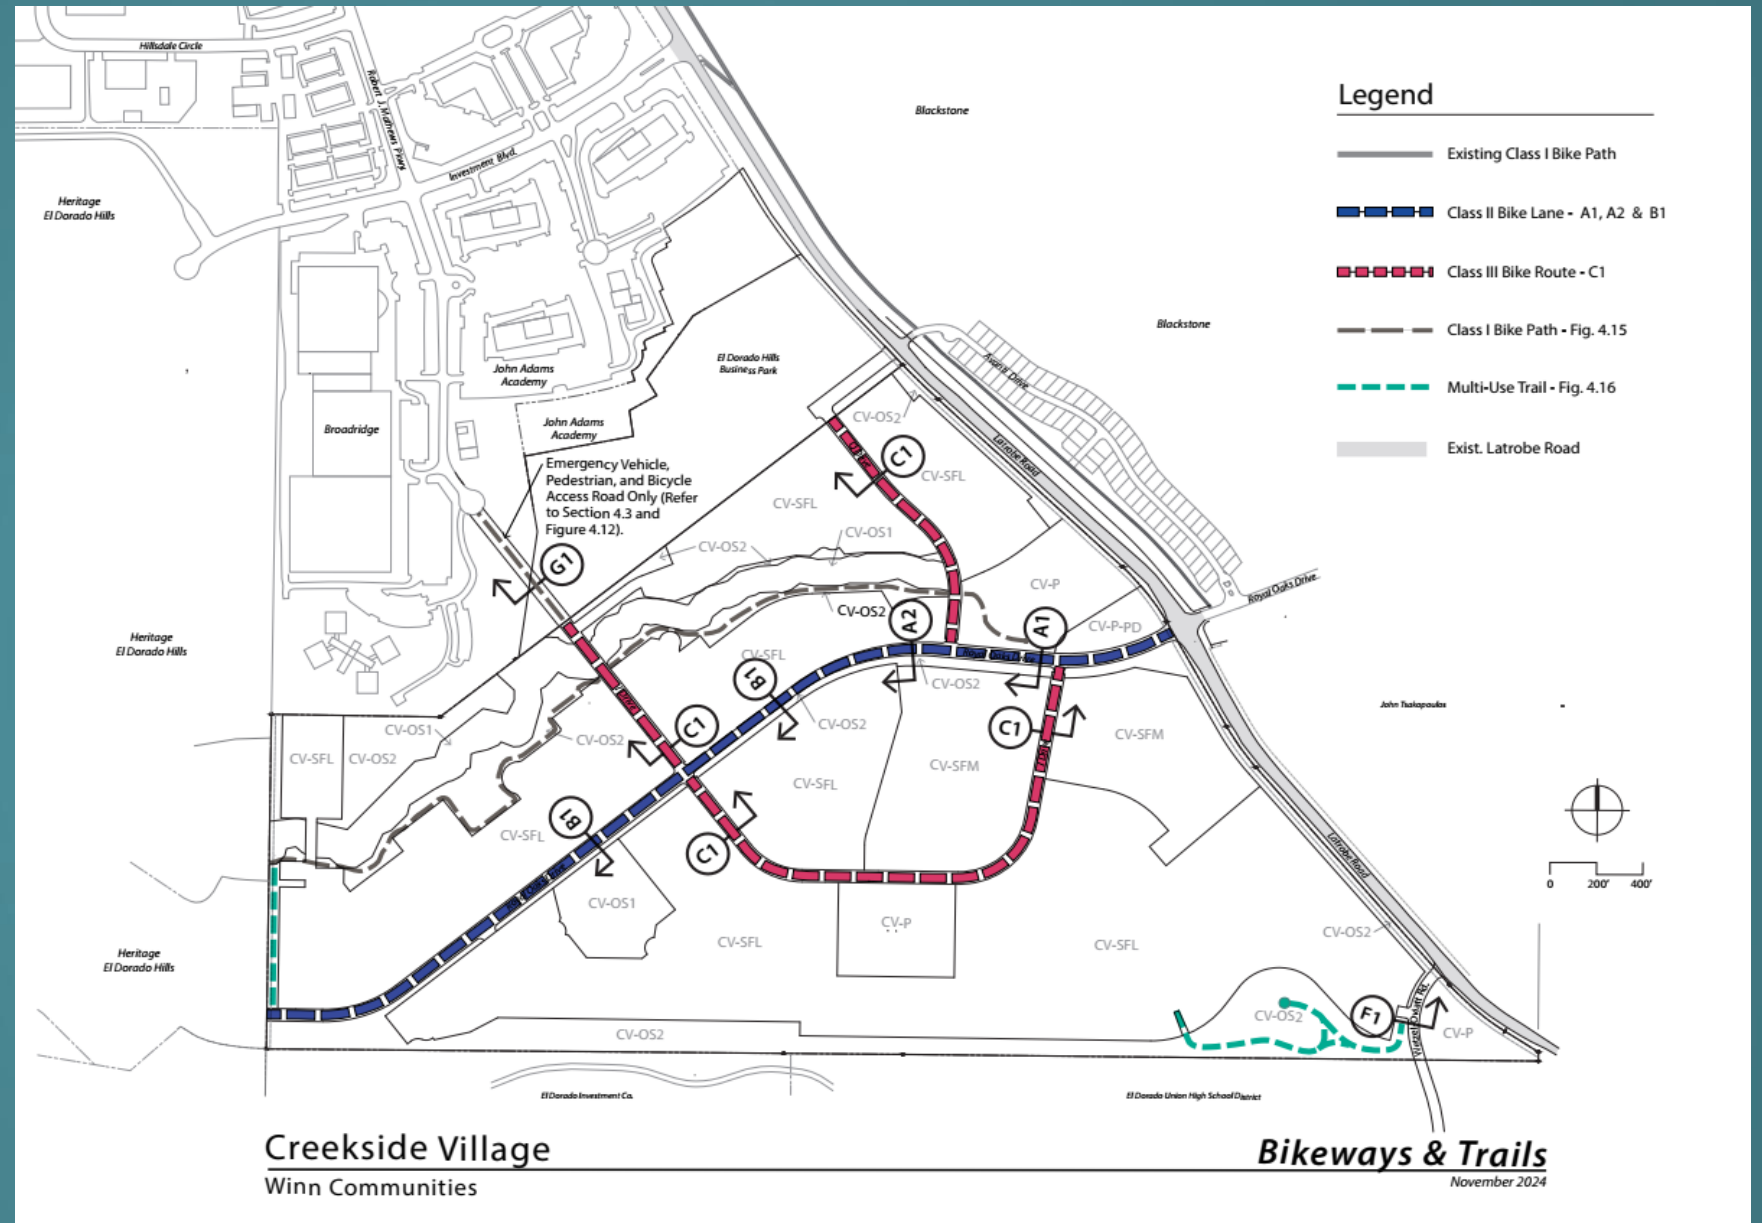 Hillsdale Circle
Robert J. Mathews Pkwy
Investment Blvd.
Blackstone
Legend
Existing Class I Bike Path
Class II Bike Lane - A1, A2 & B1
Class III Bike Route - C1
Class I Bike Path - Fig. 4.15
Multi-Use Trail - Fig. 4.16
Exist. Latrobe Road
Heritage
El Dorado Hills
Blackstone
El Dorado Hills
Business Park
John Adams
Academy
John Adams
Academy
Broadridge
Emergency Vehicle,
Pedestrian, and Bicycle
Access Road Only (Refer
to Section 4.3 and
Figure 4.12).
Latrobe Road
Royal Oaks Drive
CV-OS2
C1
CV-SFL
CV-SFL
CV-OS1
CV-OS2
G1
CV-P
CV-OS2
A2
A1
CV-P-PD
Heritage
El Dorado Hills
CV-SFL
B1
Royal Oaks Drive
CV-OS2
CV-OS2
C1
C1
CV-SFM
John Tsakopoulos
CV-OS1
CV-OS2
CV-SFL
CV-OS2
CV-SFM
CV-SFL
B1
CV-SFL
C1
Latrobe Road
0 200' 400'
Royal Oaks Drive
CV-OS1
CV-P
CV-SFL
CV-SFL
CV-OS2
Heritage
El Dorado Hills
CV-OS2
F1
Wetzel Oviatt Rd.
CV-P
CV-OS2
El Dorado Investment Co.
El Dorado Union High School District
Creekside Village
Winn Communities
Bikeways & Trails
November 2024